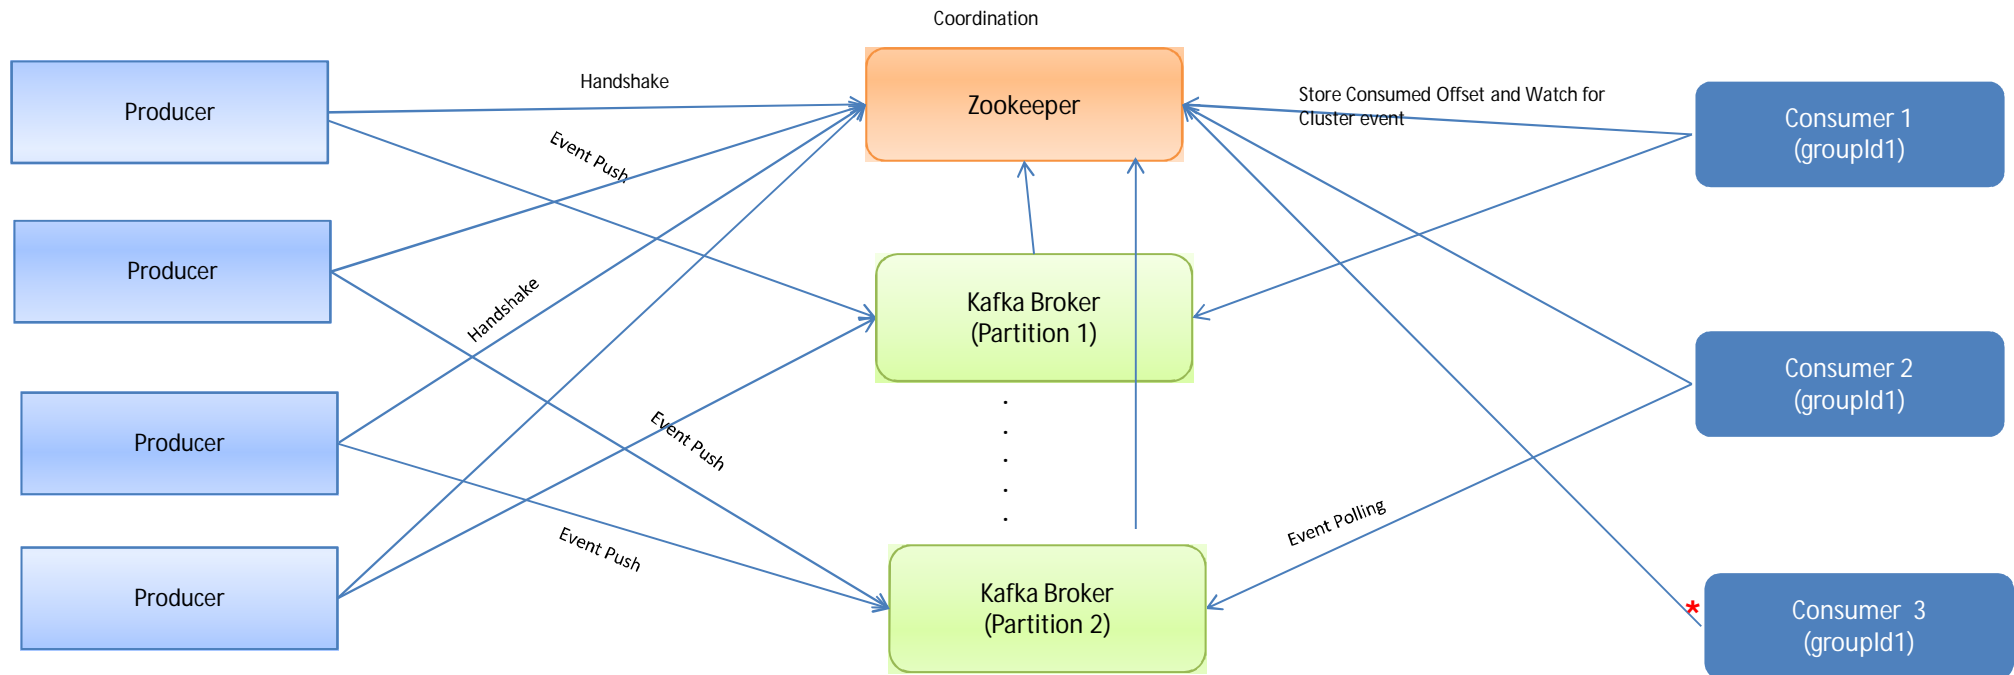 Coordination
Producer
Handshake
Zookeeper
Store Consumed Offset and Watch for
Cluster event
Consumer 1
(groupId1)
Event Push
Producer
Handshake
Kafka Broker
(Partition 1)
Consumer 2
(groupId1)
Producer
Event Push
.
.
.
.
.
Event Push
Event Polling
Producer
Kafka Broker
(Partition 2)
*
Consumer 3
(groupId1)